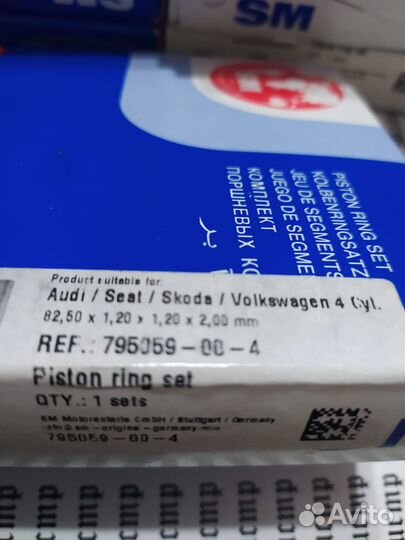 SM
PISTON RING SET
KOLBENRINGSATZ
JEU DE SEGMENTS
JUEGO DE SEGME
КОМПЛЕКТ
ПОРШНЕВЫХ КО
Product suitable for
Audi / Seat / Skoda / Volkswagen 4 Cyl.
82,50 x 1,20 x 1,20 x 2,00 mm
REF.: 795059-00-4
Piston ring set
QTY.: 1 sets
SM Motorenteile GmbH / Stuttgart / Germany
795059-00-4
Avito